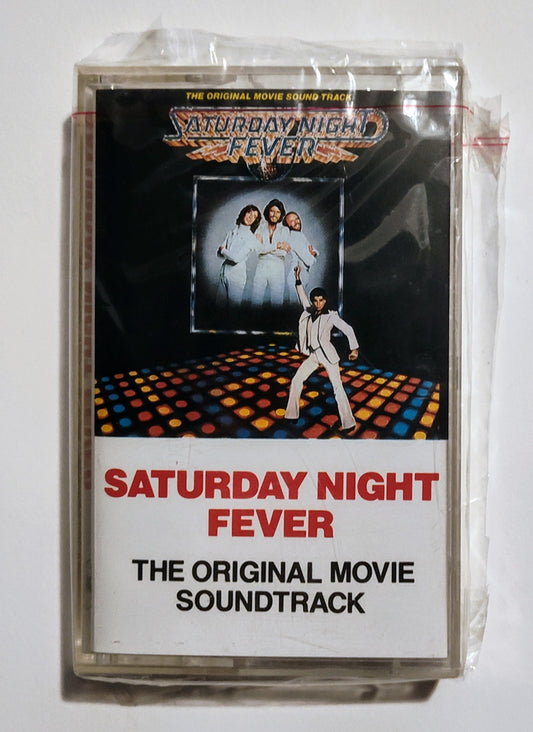 THE ORIGINAL MOVIE SOUND TRACK
SATURDAY NIGHT
FEVER
SATURDAY NIGHT
FEVER
THE ORIGINAL MOVIE
SOUNDTRACK